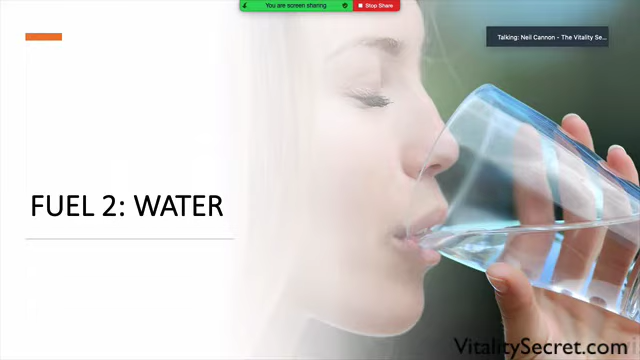 You are screen sharing
Stop Share
Talking: Neil Cannon - The Vitality Se...
FUEL 2: WATER
VitalitySecret.com